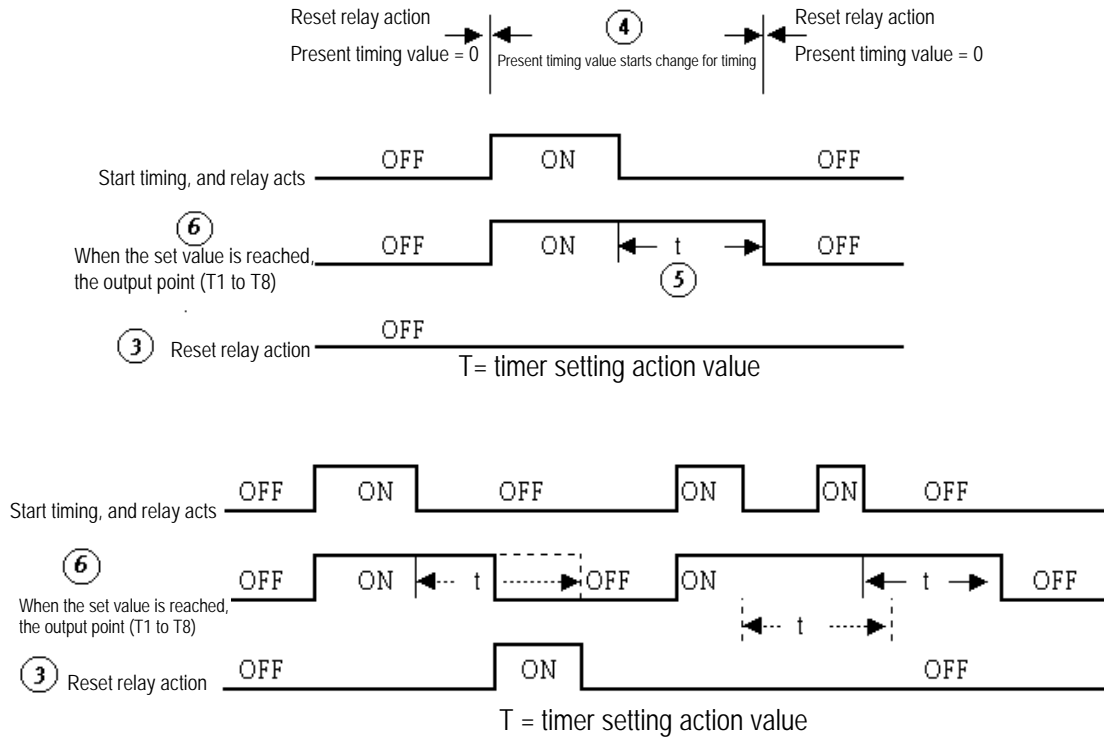 Reset relay action
④
Reset relay action
Present timing value = 0
Present timing value starts change for timing
Present timing value = 0
OFF
ON
OFF
Start timing, and relay acts
⑥
When the set value is reached,
the output point (T1 to T8)
OFF
ON
t
OFF
⑤
.
OFF
③ Reset relay action
T= timer setting action value
OFF
ON
OFF
ON
ON
OFF
Start timing, and relay acts
⑥
When the set value is reached,
the output point (T1 to T8)
OFF
ON
t
OFF
ON
t
OFF
t
③ Reset relay action
OFF
ON
OFF
T = timer setting action value